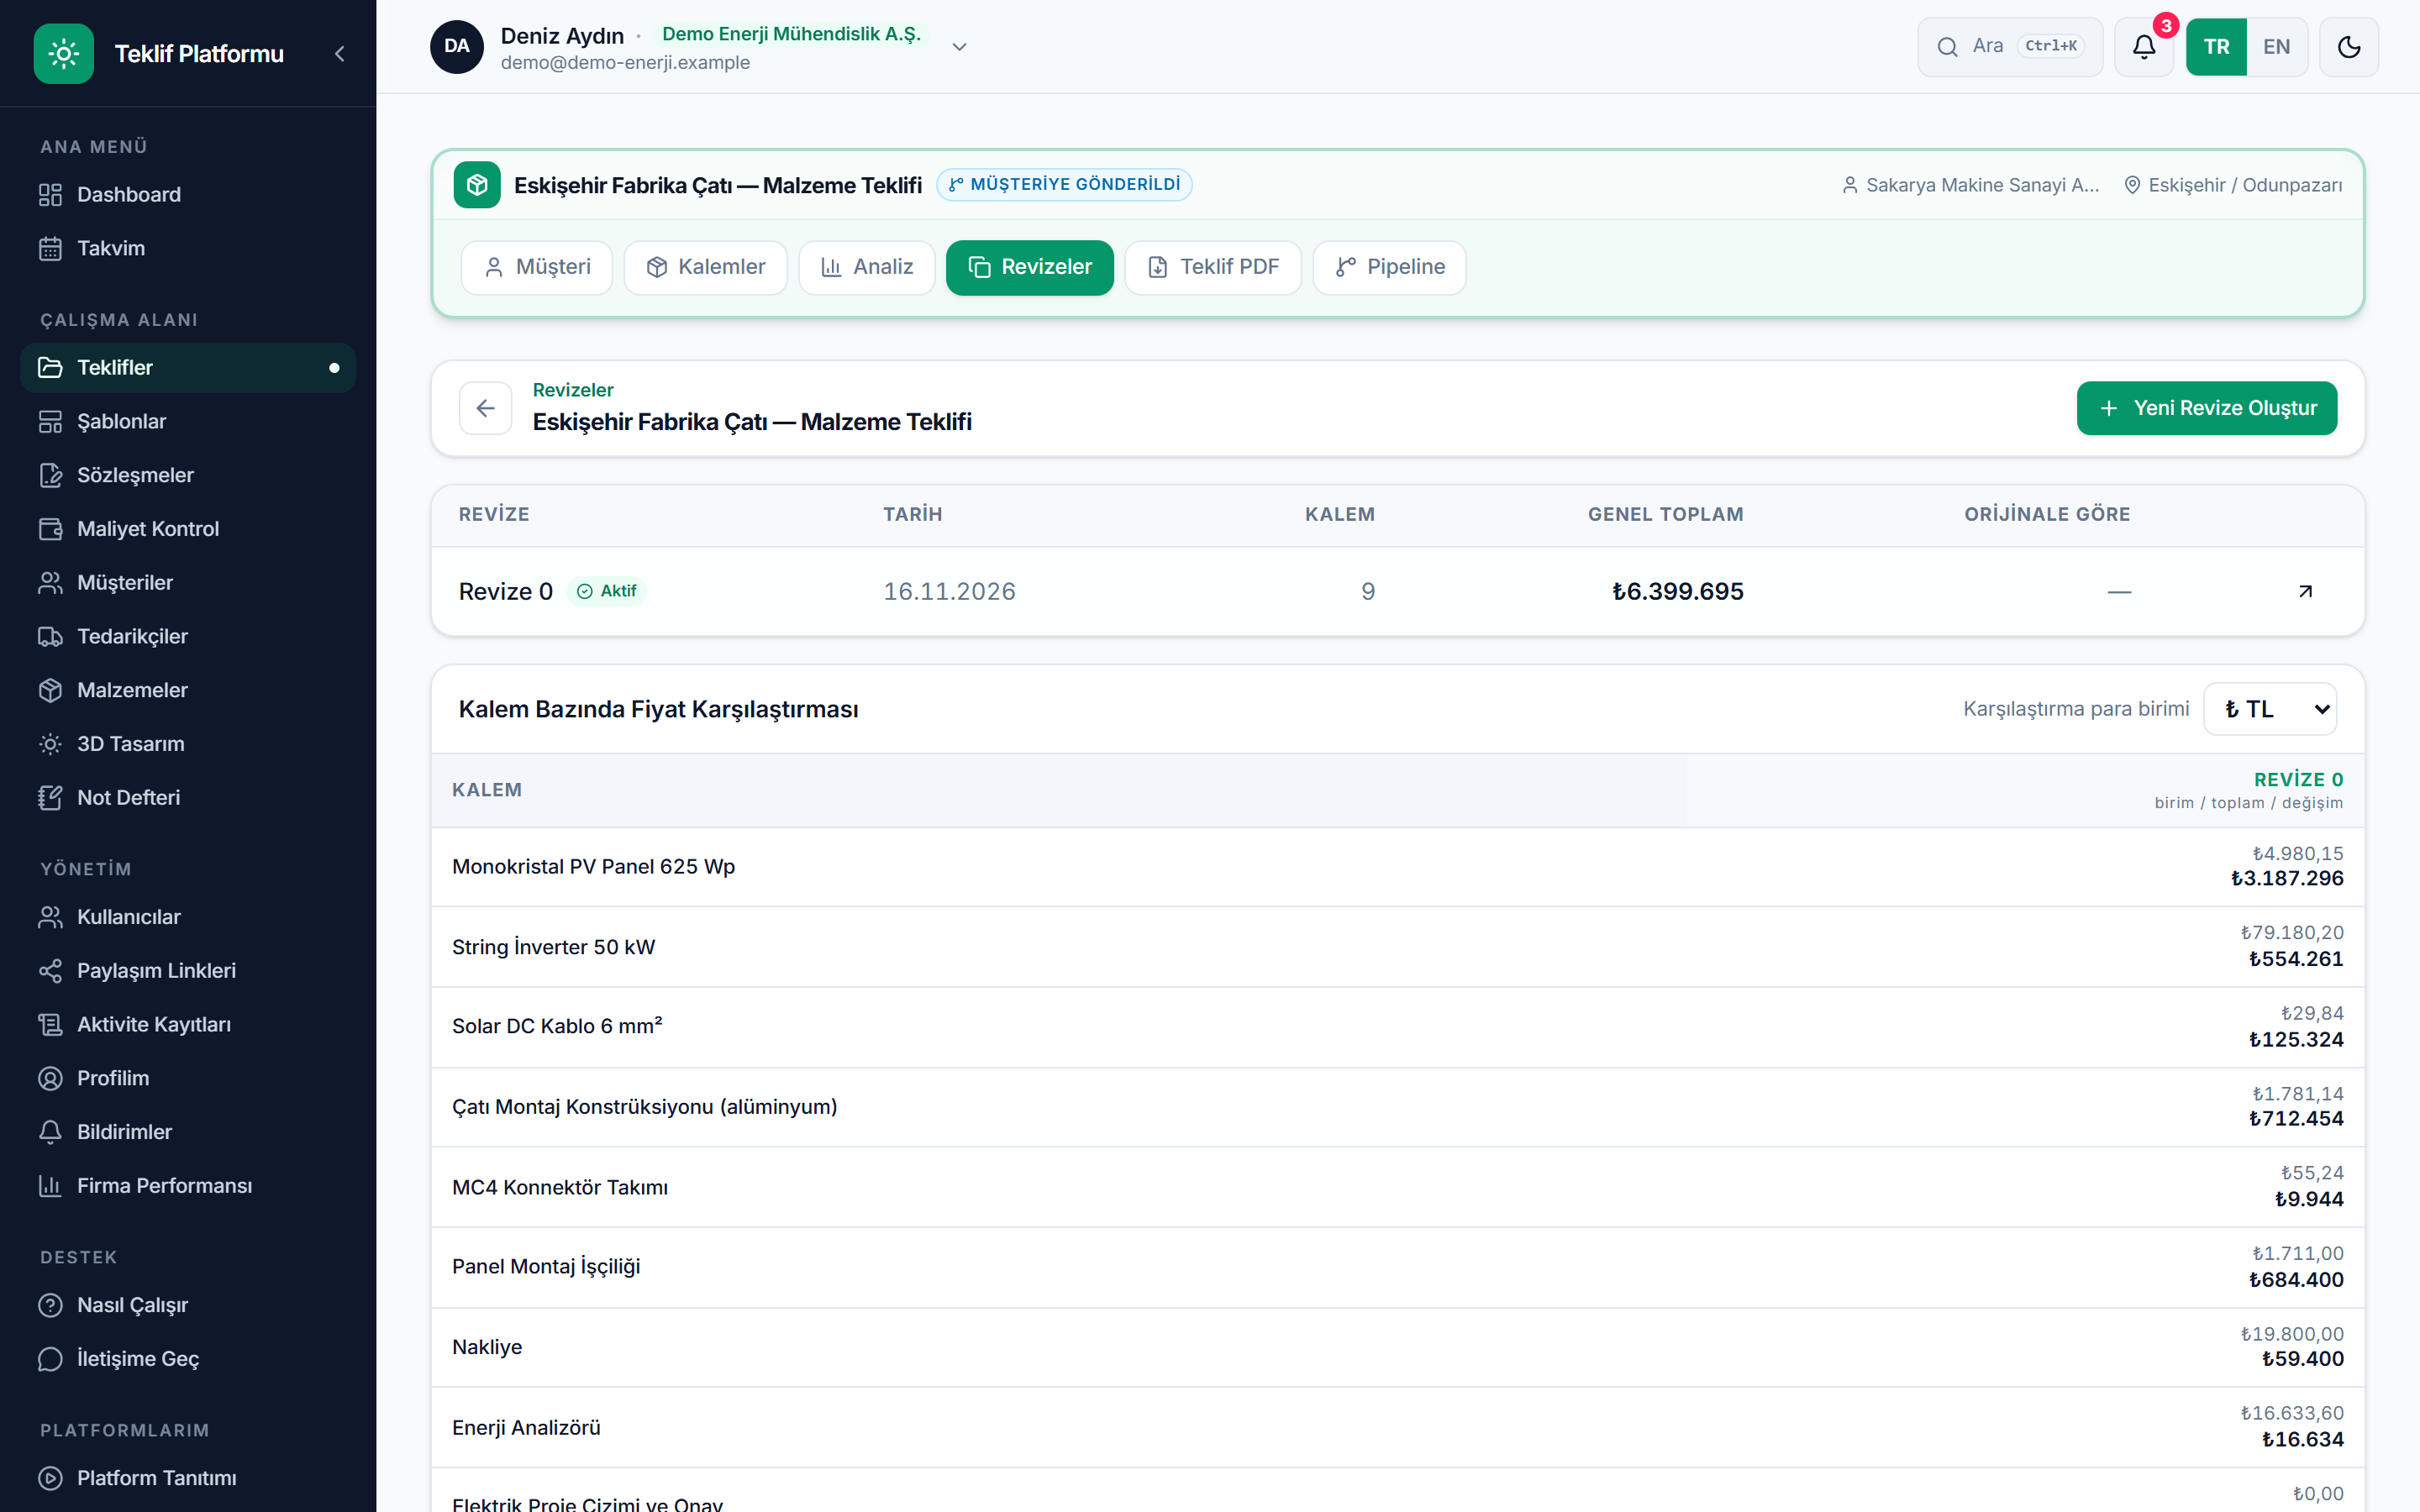 Teklif Platformu
ANA MENÜ
Dashboard
Takvim
ÇALIŞMA ALANI
Teklifler
Şablonlar
Sözleşmeler
Maliyet Kontrol
Müşteriler
Tedarikçiler
Malzemeler
3D Tasarım
Not Defteri
YÖNETİM
Kullanıcılar
Paylaşım Linkleri
Aktivite Kayıtları
Profilim
Bildirimler
Firma Performansı
DESTEK
Nasıl Çalışır
İletişime Geç
PLATFORMLARIM
Platform Tanıtımı
DA
Deniz Aydın · Demo Enerji Mühendislik A.Ş.
demo@demo-enerji.example
Ara Ctrl+K
3
TR EN
Eskişehir Fabrika Çatı — Malzeme Teklifi MÜŞTERİYE GÖNDERİLDİ
Sakarya Makine Sanayi A... Eskişehir / Odunpazarı
Müşteri Kalemler Analiz Revizeler Teklif PDF Pipeline
Revizeler
Eskişehir Fabrika Çatı — Malzeme Teklifi
+ Yeni Revize Oluştur
REVİZE TARİH KALEM GENEL TOPLAM ORİJİNALE GÖRE
Revize 0 Aktif 16.11.2026 9 ₺6.399.695 —
Kalem Bazında Fiyat Karşılaştırması
Karşılaştırma para birimi ₺ TL
KALEM
REVİZE 0
birim / toplam / değişim
Monokristal PV Panel 625 Wp
₺4.980,15
₺3.187.296
String İnverter 50 kW
₺79.180,20
₺554.261
Solar DC Kablo 6 mm²
₺29,84
₺125.324
Çatı Montaj Konstrüksiyonu (alüminyum)
₺1.781,14
₺712.454
MC4 Konnektör Takımı
₺55,24
₺9.944
Panel Montaj İşçiliği
₺1.711,00
₺684.400
Nakliye
₺19.800,00
₺59.400
Enerji Analizörü
₺16.633,60
₺16.634
Elektrik Proje Çizimi ve Onay
₺0,00